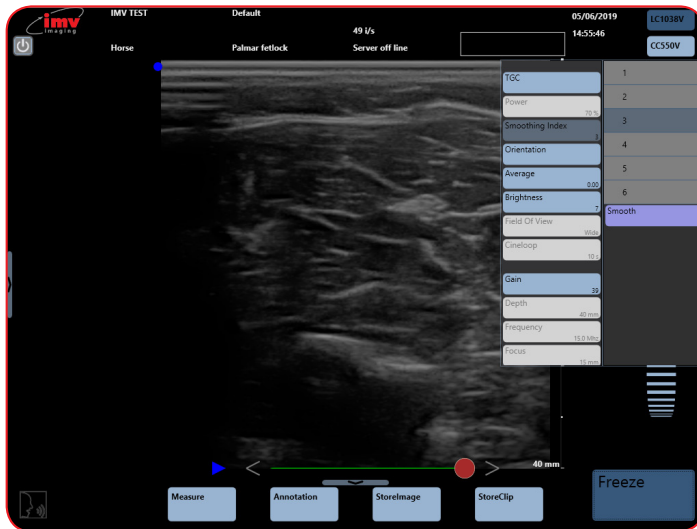 imv
imaging
IMV TEST
Default
49 i/s
05/06/2019
14:55:46
LC1038V
Horse
Palmar fetlock
Server off line
CC550V
TGC
Power
70 %
Smoothing Index
3
Orientation
Average
0.00
Brightness
7
Field Of View
Wide
Cineloop
10 s
Gain
39
Depth
40 mm
Frequency
15.0 Mhz
Focus
15 mm
1
2
3
4
5
6
Smooth
40 mm
Measure
Annotation
StoreImage
StoreClip
Freeze